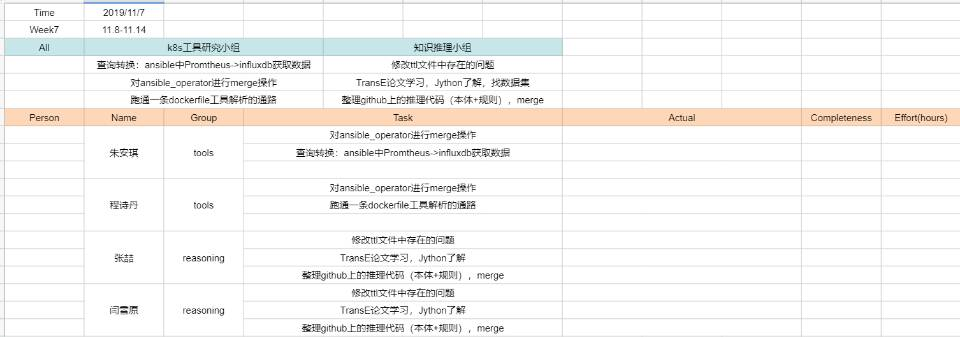 Time 2019/11/7
Week7 11.8-11.14
All k8s工具研究小组 知识推理小组
查询转换：ansible中Promtheus->influxdb获取数据 修改ttl文件中存在的问题
对ansible_operator进行merge操作 TransE论文学习，Jython了解，找数据集
跑通一条dockerfile工具解析的通路 整理github上的推理代码（本体+规则），merge
Person Name Group Task Actual Completeness Effort(hours)
对ansible_operator进行merge操作
朱安琪 tools 查询转换：ansible中Promtheus->influxdb获取数据
对ansible_operator进行merge操作
程诗丹 tools 跑通一条dockerfile工具解析的通路
修改ttl文件中存在的问题
张喆 reasoning TransE论文学习，Jython了解
整理github上的推理代码（本体+规则），merge
修改ttl文件中存在的问题
闫雪原 reasoning TransE论文学习，Jython了解
整理github上的推理代码（本体+规则），merge